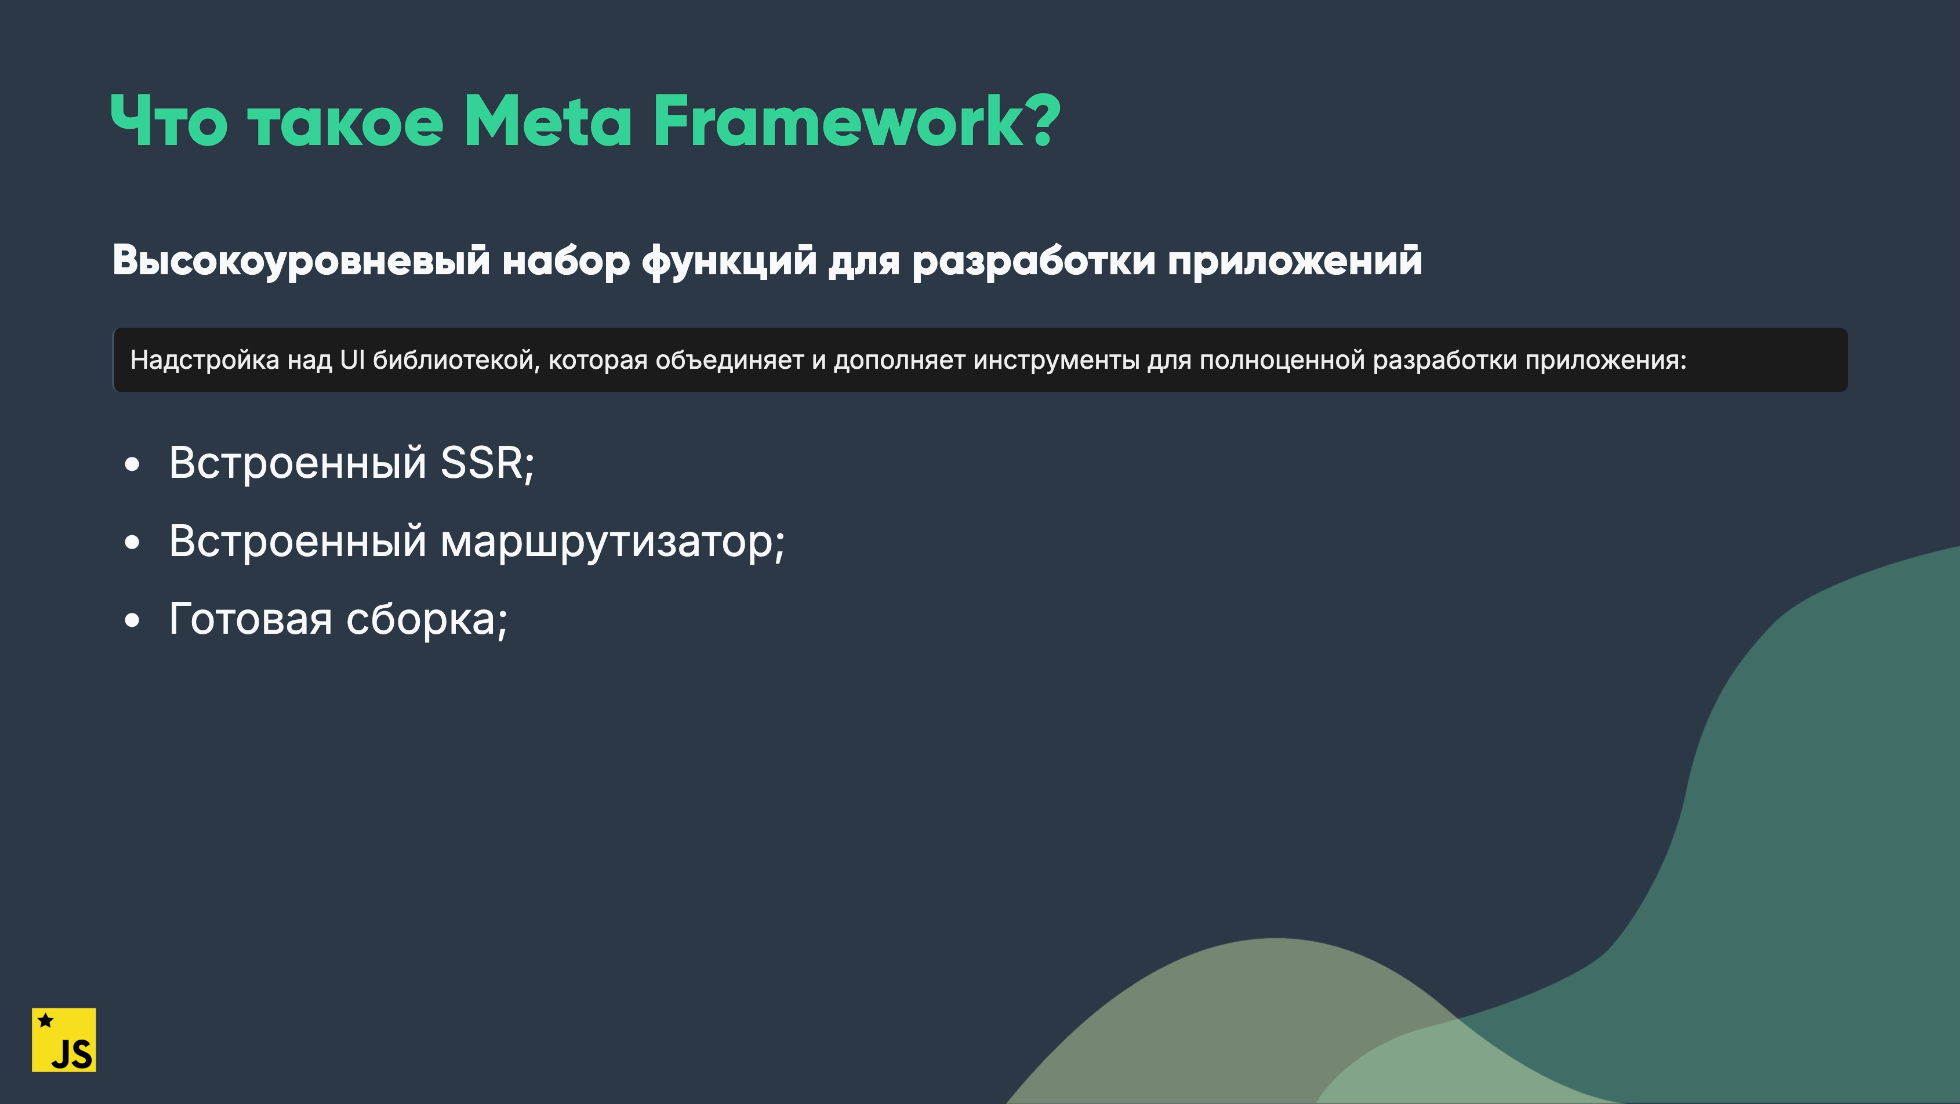 Что такое Meta Framework?
Высокоуровневый набор функций для разработки приложений
Надстройка над UI библиотекой, которая объединяет и дополняет инструменты для полноценной разработки приложения:
• Встроенный SSR;
• Встроенный маршрутизатор;
• Готовая сборка;
JS